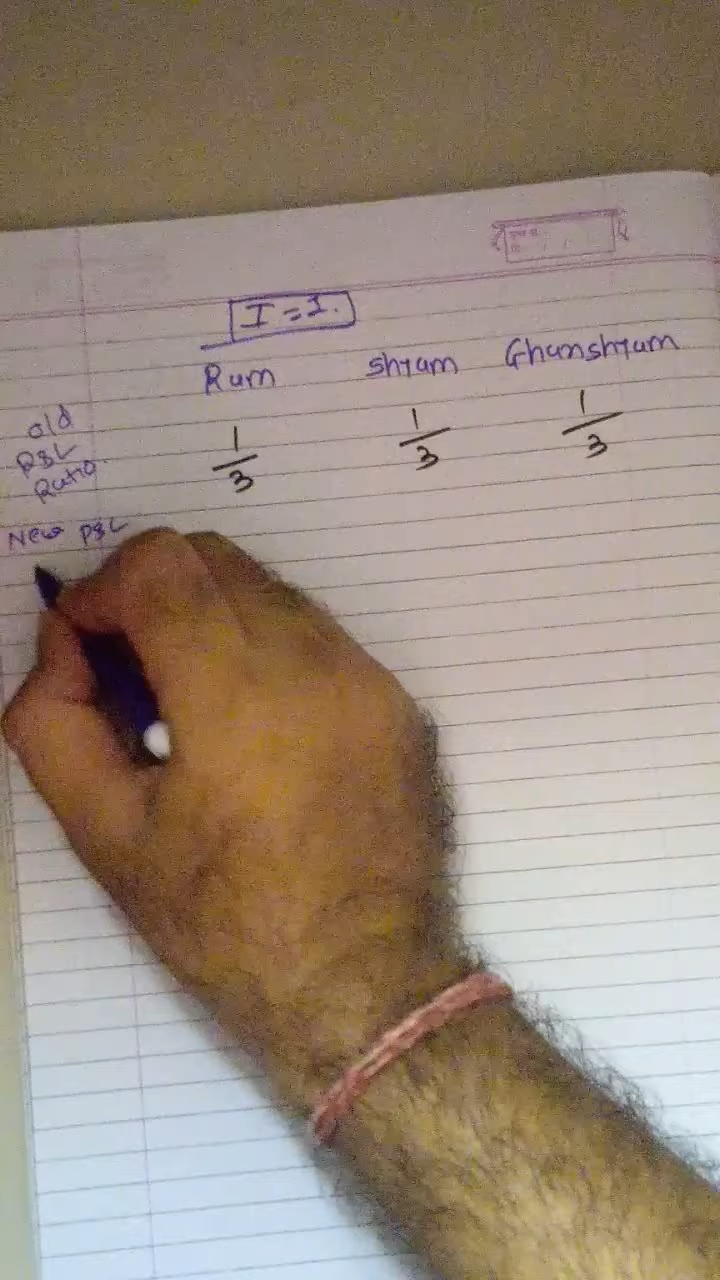 I = I.
Ram Shyam Ghanshyam
old
P&L
Ratio.
1/3 1/3 1/3
New P&L